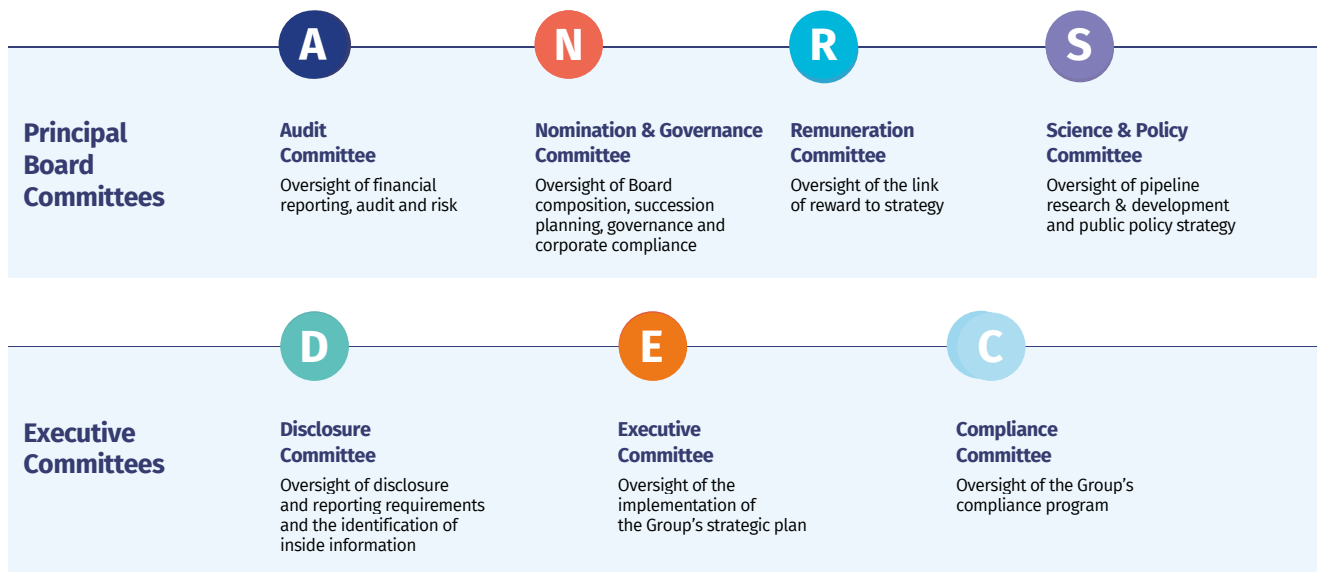 A
N
R
S
Principal
Board
Committees
Audit
Committee
Oversight of financial
reporting, audit and risk
Nomination & Governance
Committee
Oversight of Board
composition, succession
planning, governance and
corporate compliance
Remuneration
Committee
Oversight of the link
of reward to strategy
Science & Policy
Committee
Oversight of pipeline
research & development
and public policy strategy
D
E
C
Executive
Committees
Disclosure
Committee
Oversight of disclosure
and reporting requirements
and the identification of
inside information
Executive
Committee
Oversight of the
implementation of
the Group’s strategic plan
Compliance
Committee
Oversight of the Group’s
compliance program